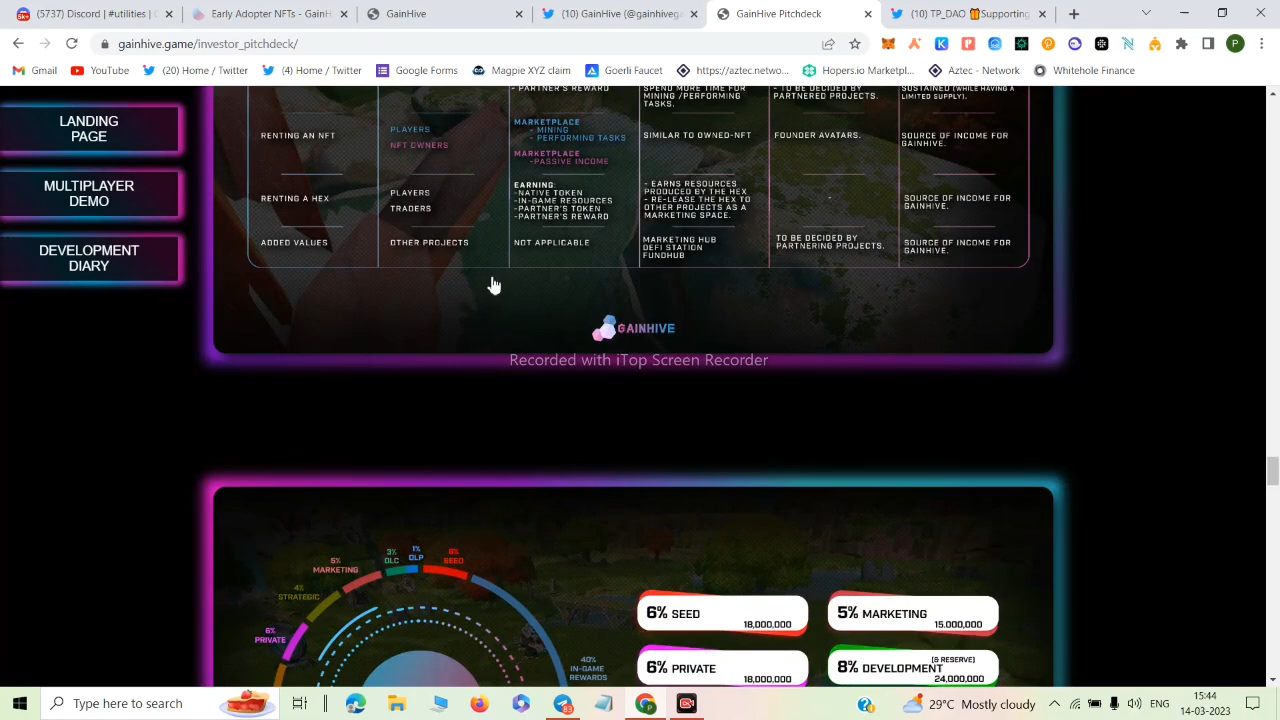 (5737) Discord | #utilities | C
Early Adopter NFTs - GainH
GainHive
(10) GainHive (@gainhivega
GainHive Pitchdeck
(10) TP_DAO🎁Supporting
gainhive.game/investor_pitchdeck/
Gmail
YouTube
(20) Home / Twitter
(4) Home / Twitter
Google Forms
Magpie XYZ claim
Goerli Faucet
https://aztec.netwo...
Hopers.io Marketpl...
Aztec - Network
Whitehole Finance
LANDING
PAGE
MULTIPLAYER
DEMO
DEVELOPMENT
DIARY
- PARTNER'S REWARD
SPEND MORE TIME FOR
MINING /PERFORMING
TASKS.
- TO BE DECIDED BY
PARTNERED PROJECTS.
SUSTAINED (WHILE HAVING A
LIMITED SUPPLY).
RENTING AN NFT
PLAYERS
NFT OWNERS
MARKETPLACE
- MINING
- PERFORMING TASKS
MARKETPLACE
-PASSIVE INCOME
SIMILAR TO OWNED-NFT
FOUNDER AVATARS.
SOURCE OF INCOME FOR
GAINHIVE.
RENTING A HEX
PLAYERS
TRADERS
EARNING:
-NATIVE TOKEN
-IN-GAME RESOURCES
-PARTNER'S TOKEN
-PARTNER'S REWARD
- EARNS RESOURCES
PRODUCED BY THE HEX
- RE-LEASE THE HEX TO
OTHER PROJECTS AS A
MARKETING SPACE.
-
SOURCE OF INCOME FOR
GAINHIVE.
ADDED VALUES
OTHER PROJECTS
NOT APPLICABLE
MARKETING HUB
DEFI STATION
FUNDHUB
TO BE DECIDED BY
PARTNERING PROJECTS.
SOURCE OF INCOME FOR
GAINHIVE.
GAINHIVE
Recorded with iTop Screen Recorder
6%
SEED
1%
DLP
3%
DLC
5%
MARKETING
4%
STRATEGIC
6%
PRIVATE
40%
IN-GAME
REWARDS
6% SEED
18,000,000
5% MARKETING
15,000,000
6% PRIVATE
18,000,000
8% DEVELOPMENT
(& RESERVE)
24,000,000
Type here to search
83
29°C Mostly cloudy
ENG
15:44
14-03-2023